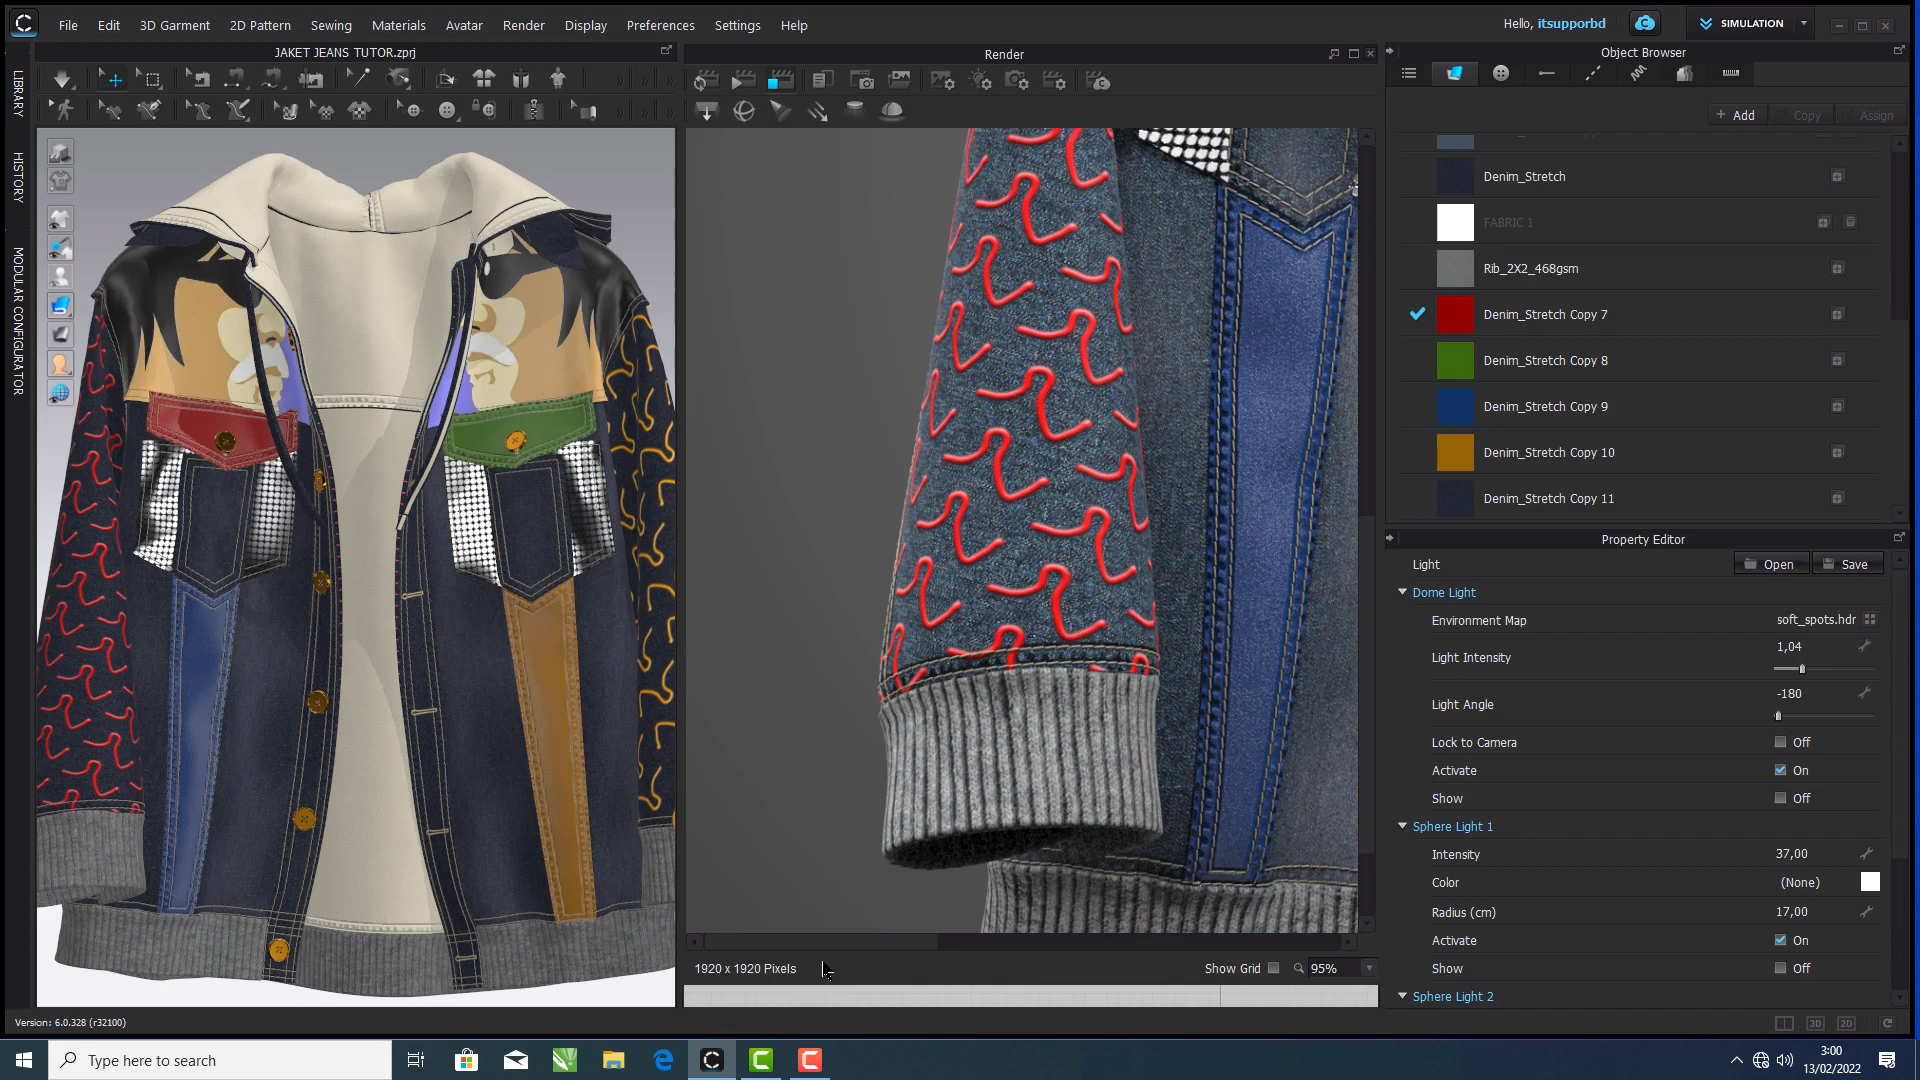 File Edit 3D Garment 2D Pattern Sewing Materials Avatar Render Display Preferences Settings Help
Hello, itsupporbd
SIMULATION
JAKET JEANS TUTOR.zprj
Render
Object Browser
LIBRARY
HISTORY
MODULAR CONFIGURATOR
+ Add Copy Assign
Denim_Stretch
FABRIC 1
Rib_2X2_468gsm
Denim_Stretch Copy 7
Denim_Stretch Copy 8
Denim_Stretch Copy 9
Denim_Stretch Copy 10
Denim_Stretch Copy 11
Property Editor
Light Open Save
Dome Light
Environment Map soft_spots.hdr
Light Intensity 1,04
Light Angle -180
Lock to Camera Off
Activate On
Show Off
Sphere Light 1
Intensity 37,00
Color (None)
Radius (cm) 17,00
Activate On
Show Off
Sphere Light 2
1920 x 1920 Pixels
Show Grid 95%
Version: 6.0.328 (r32100)
3D 2D
Type here to search
3:00
13/02/2022